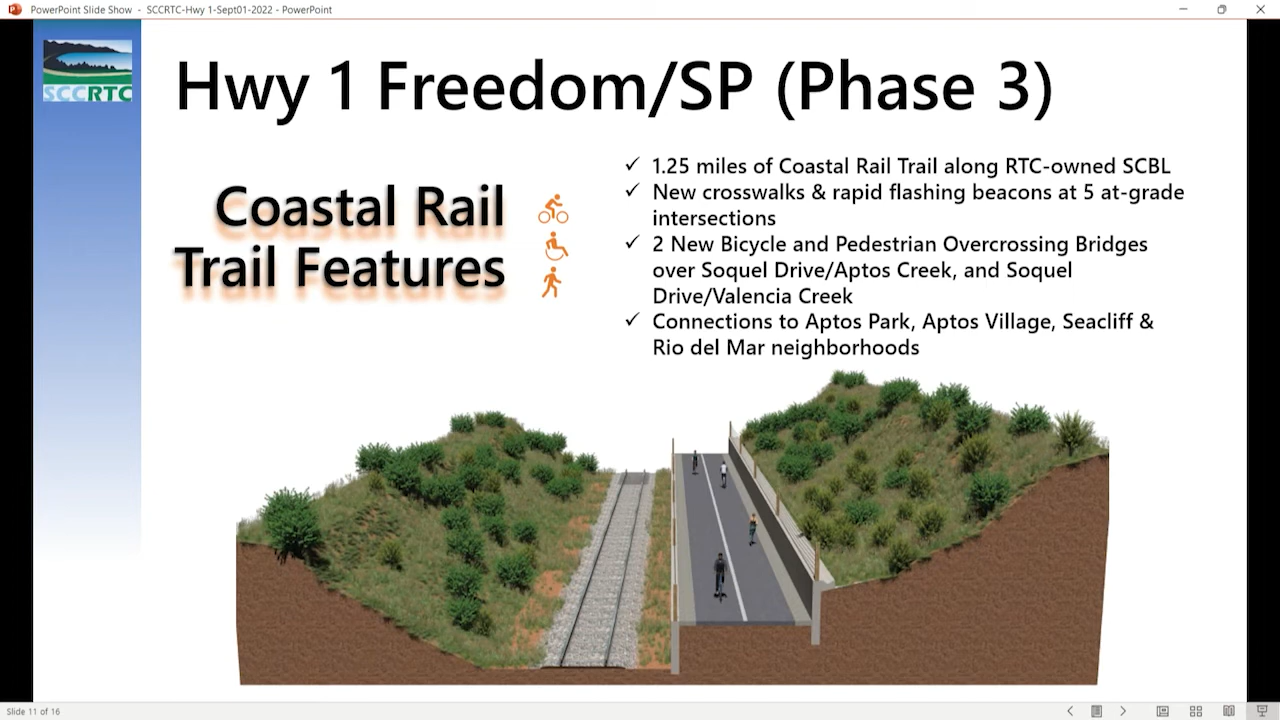 PowerPoint Slide Show - SCCRTC-Hwy 1-Sept01-2022 - PowerPoint
SCCRTC
Hwy 1 Freedom/SP (Phase 3)
Coastal Rail
Trail Features
✓ 1.25 miles of Coastal Rail Trail along RTC-owned SCBL
✓ New crosswalks & rapid flashing beacons at 5 at-grade
intersections
✓ 2 New Bicycle and Pedestrian Overcrossing Bridges
over Soquel Drive/Aptos Creek, and Soquel
Drive/Valencia Creek
✓ Connections to Aptos Park, Aptos Village, Seacliff &
Rio del Mar neighborhoods
Slide 11 of 16